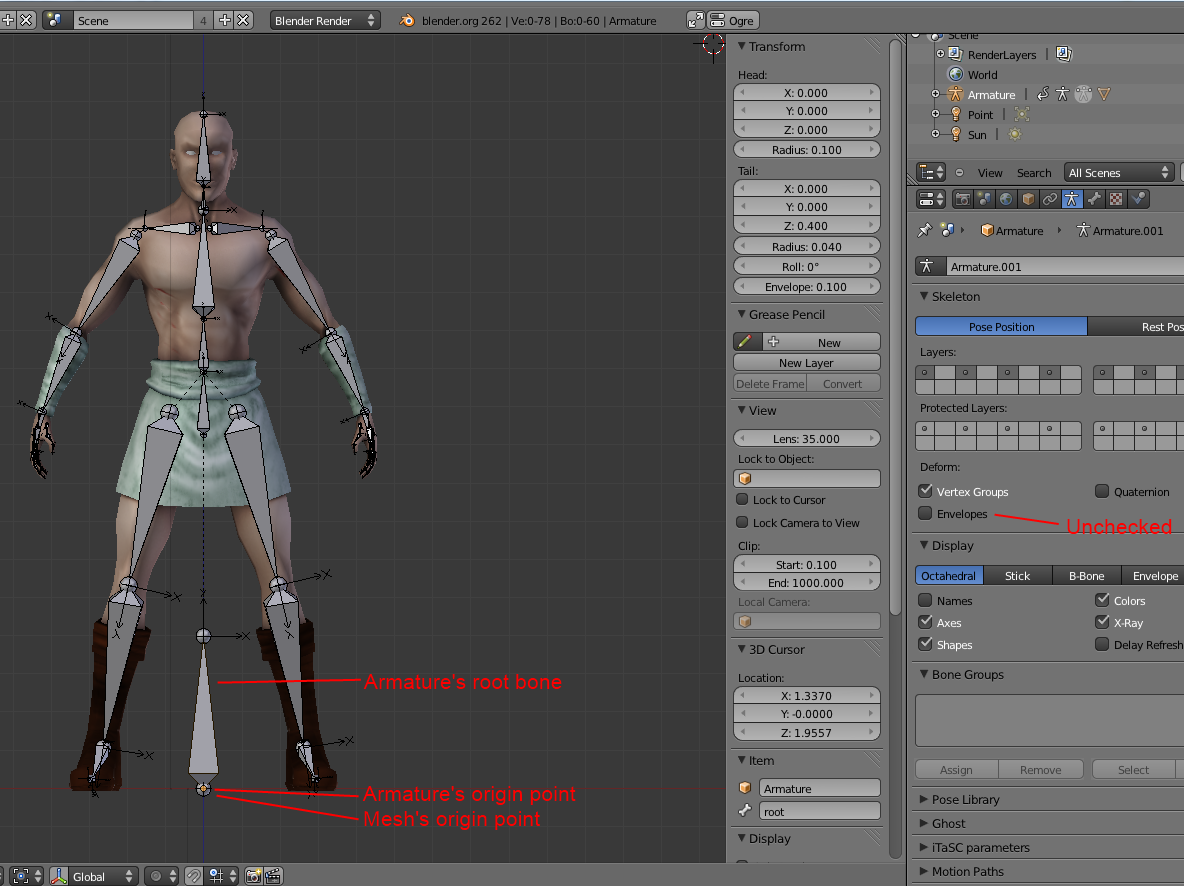 Scene 4 Blender Render blender.org 262 | Ve:0-78 | Bo:0-60 | Armature Ogre
Armature's root bone
Armature's origin point
Mesh's origin point
Global
Transform
Head:
X: 0.000
Y: 0.000
Z: 0.000
Radius: 0.100
Tail:
X: 0.000
Y: 0.000
Z: 0.400
Radius: 0.040
Roll: 0°
Envelope: 0.100
Grease Pencil
New
New Layer
Delete Frame Convert
View
Lens: 35.000
Lock to Object:
Lock to Cursor
Lock Camera to View
Clip:
Start: 0.100
End: 1000.000
Local Camera:
3D Cursor
Location:
X: 1.3370
Y: -0.0000
Z: 1.9557
Item
Armature
root
Display
Scene
RenderLayers |
World
Armature |
Point |
Sun |
View Search All Scenes
Armature Armature.001
Armature.001
Skeleton
Pose Position Rest Pos
Layers:
Protected Layers:
Deform:
Vertex Groups Quaternion
Envelopes
Unchecked
Display
Octahedral Stick B-Bone Envelope
Names Colors
Axes X-Ray
Shapes Delay Refresh
Bone Groups
Assign Remove Select
Pose Library
Ghost
iTaSC parameters
Motion Paths